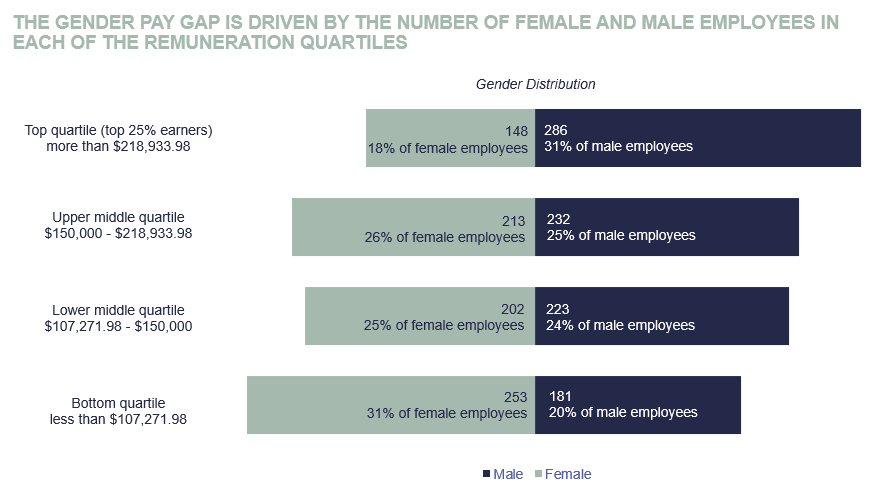 THE GENDER PAY GAP IS DRIVEN BY THE NUMBER OF FEMALE AND MALE EMPLOYEES IN
EACH OF THE REMUNERATION QUARTILES
Gender Distribution
Top quartile (top 25% earners)
more than $218,933.98
148
18% of female employees
286
31% of male employees
Upper middle quartile
$150,000 - $218,933.98
213
26% of female employees
232
25% of male employees
Lower middle quartile
$107,271.98 - $150,000
202
25% of female employees
223
24% of male employees
Bottom quartile
less than $107,271.98
253
31% of female employees
181
20% of male employees
Male
Female